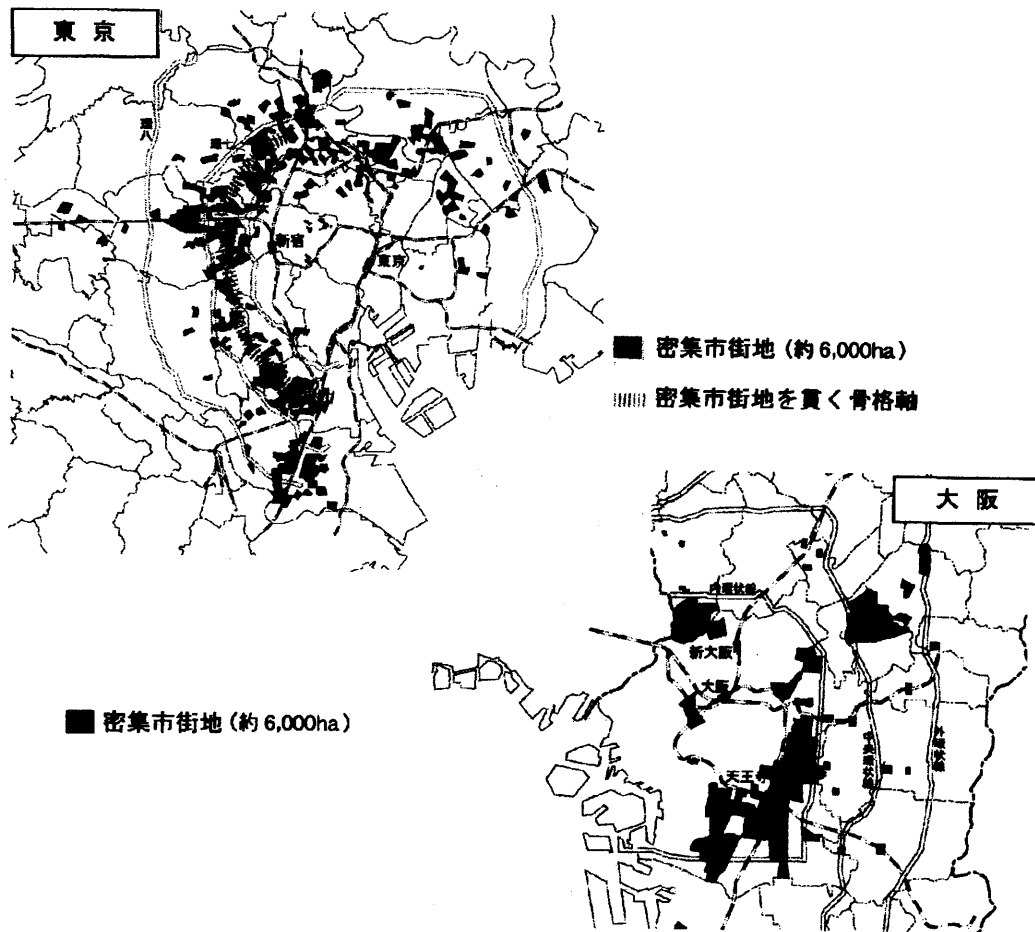 東京
環八
環七
新宿
東京
密集市街地 (約6,000ha)
密集市街地を貫く骨格軸
大阪
内環状線
新大阪
大阪
天王寺
中央環状線
外環状線
密集市街地 (約6,000ha)